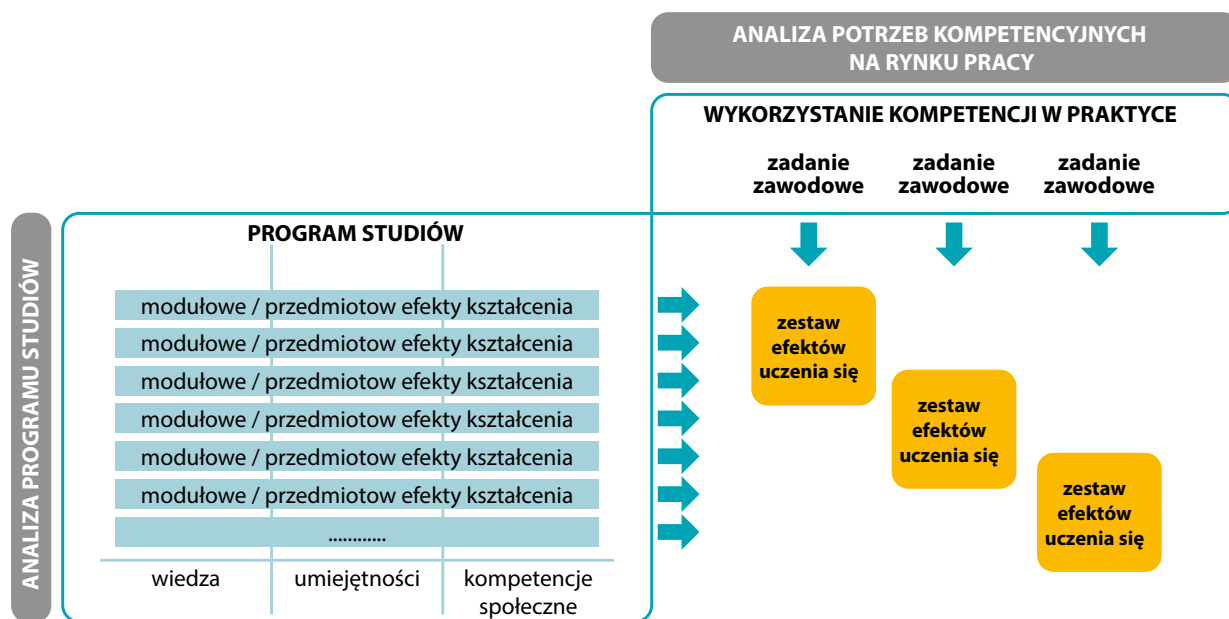 ANALIZA POTRZEB KOMPETENCYJNYCH
NA RYNKU PRACY
WYKORZYSTANIE KOMPETENCJI W PRAKTYCE
zadanie
zawodowe
zadanie
zawodowe
zadanie
zawodowe
ANALIZA PROGRAMU STUDIÓW
PROGRAM STUDIÓW
modułowe / przedmiotow efekty kształcenia
modułowe / przedmiotow efekty kształcenia
modułowe / przedmiotow efekty kształcenia
modułowe / przedmiotow efekty kształcenia
modułowe / przedmiotow efekty kształcenia
modułowe / przedmiotow efekty kształcenia
............
wiedza
umiejętności
kompetencje
społeczne
zestaw
efektów
uczenia się
zestaw
efektów
uczenia się
zestaw
efektów
uczenia się